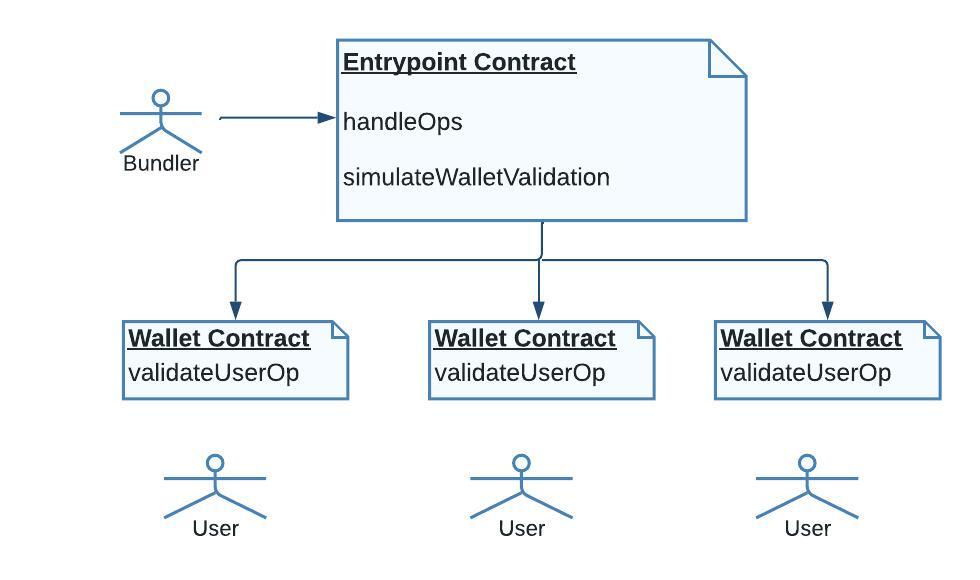 Entrypoint Contract
handleOps
simulateWalletValidation
Bundler
Wallet Contract
validateUserOp
Wallet Contract
validateUserOp
Wallet Contract
validateUserOp
User
User
User